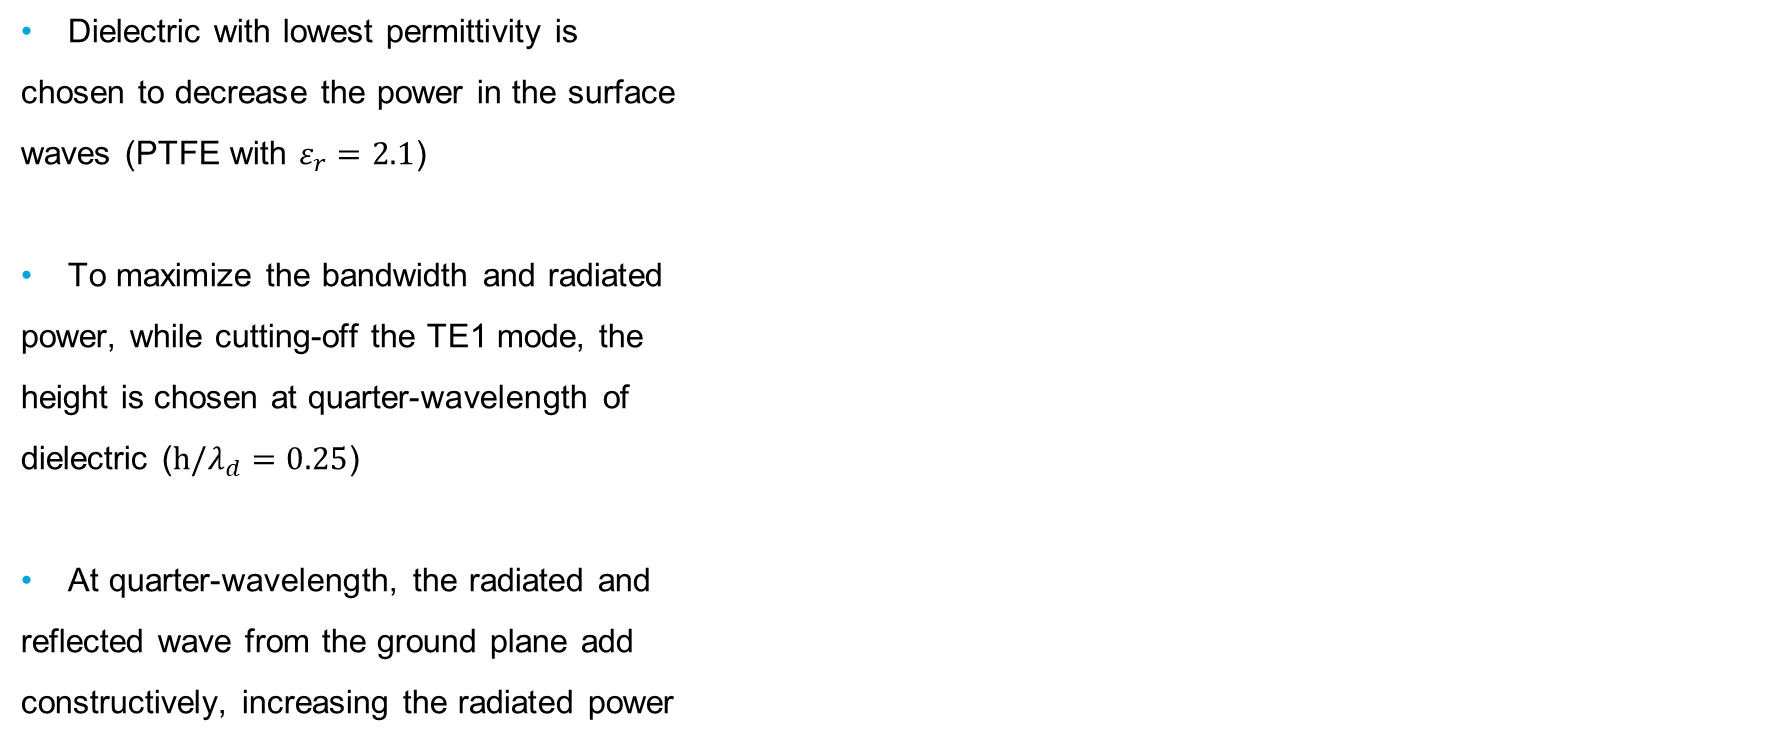 • Dielectric with lowest permittivity is
chosen to decrease the power in the surface
waves (PTFE with εᵣ = 2.1)
• To maximize the bandwidth and radiated
power, while cutting-off the TE1 mode, the
height is chosen at quarter-wavelength of
dielectric (h/λ_d = 0.25)
• At quarter-wavelength, the radiated and
reflected wave from the ground plane add
constructively, increasing the radiated power